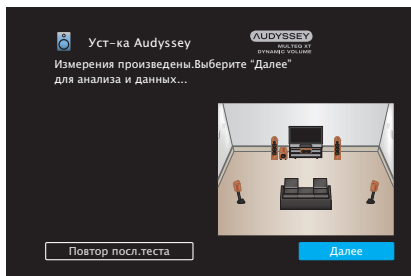 Уст-ка Audyssey
AUDYSSEY
MULTEQ XT
DYNAMIC VOLUME
Измерения произведены.Выберите “Далее”
для анализа и данных...
Повтор посл.теста
Далее